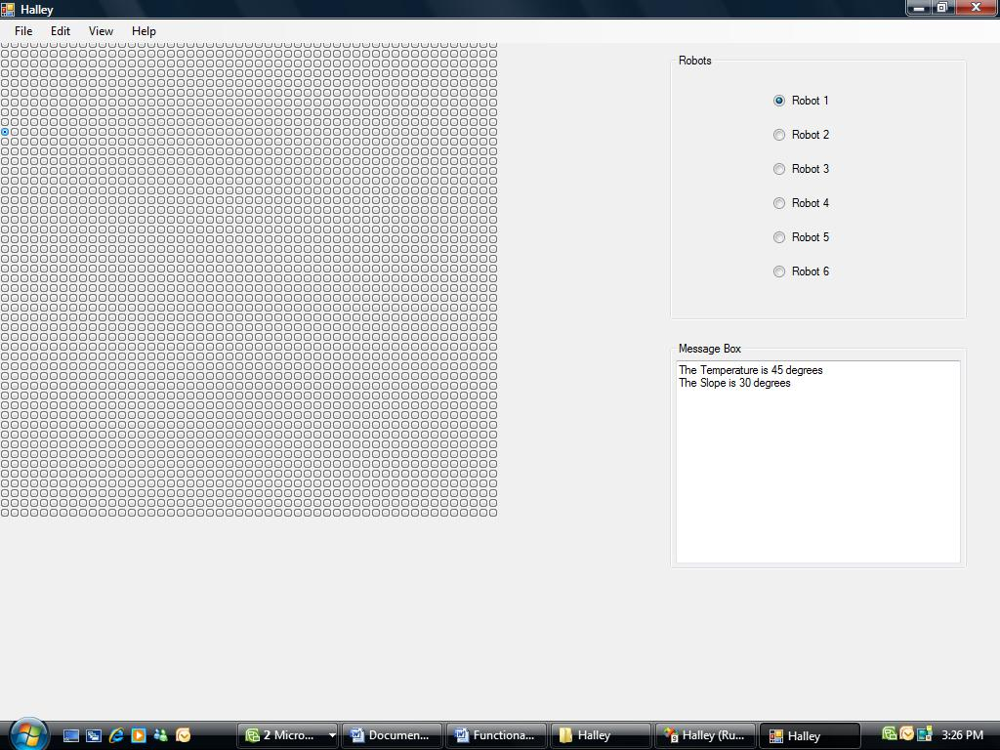 Halley
File Edit View Help
Robots
Robot 1
Robot 2
Robot 3
Robot 4
Robot 5
Robot 6
Message Box
The Temperature is 45 degrees
The Slope is 30 degrees
2 Micro... Documen... Functiona... Halley Halley (Ru... Halley 3:26 PM